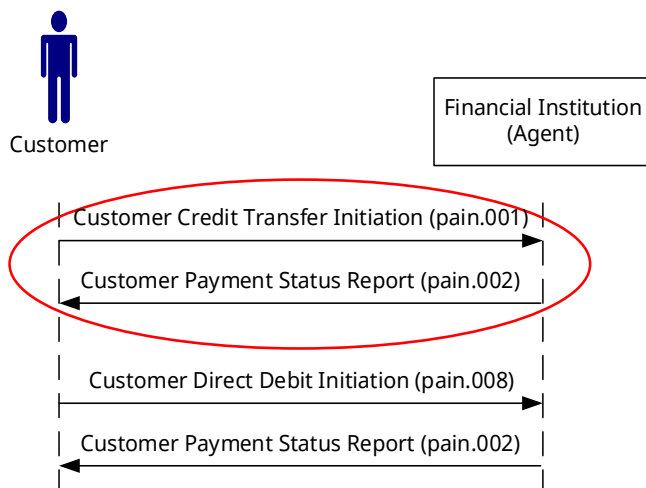 Customer
Financial Institution
(Agent)
Customer Credit Transfer Initiation (pain.001)
Customer Payment Status Report (pain.002)
Customer Direct Debit Initiation (pain.008)
Customer Payment Status Report (pain.002)